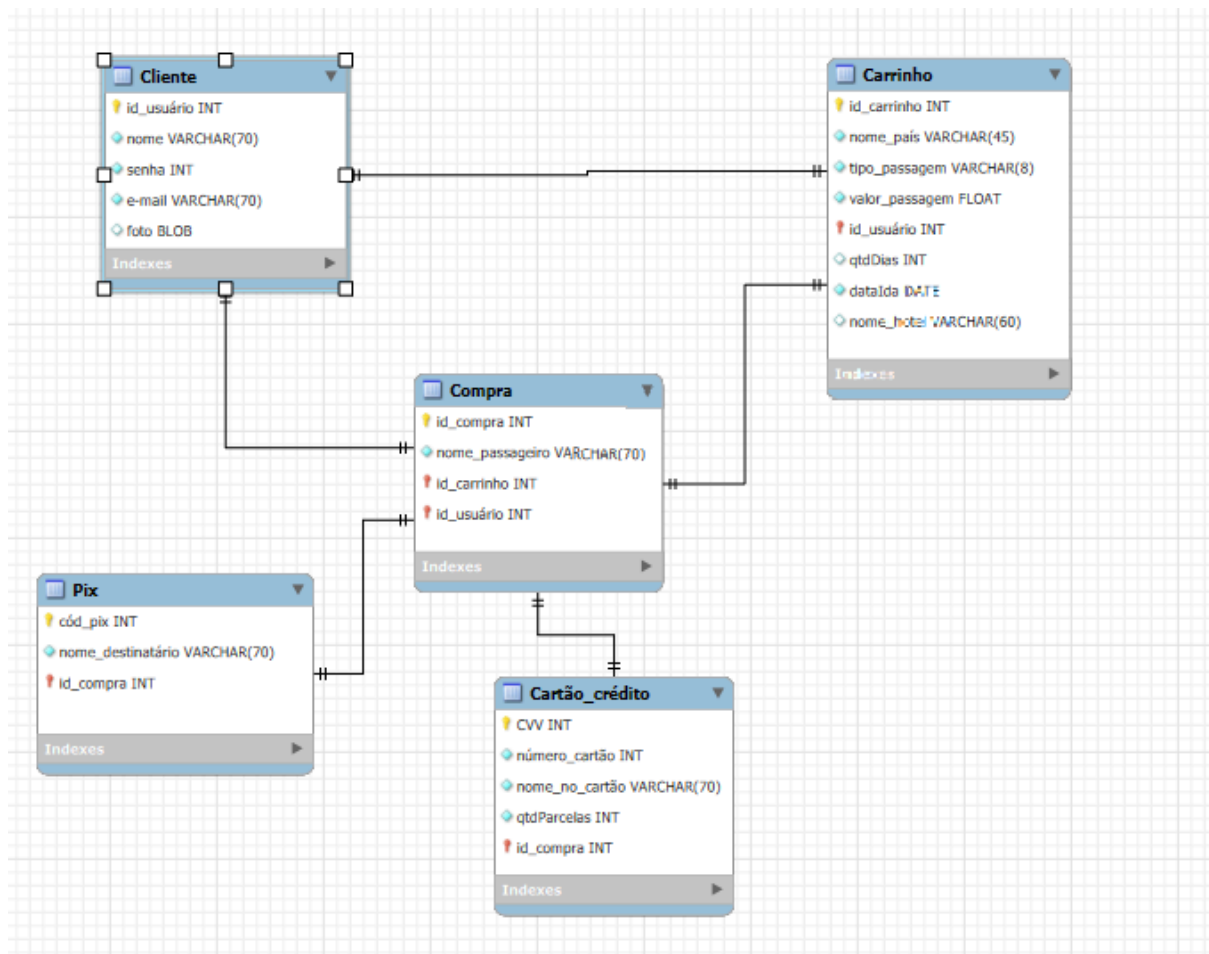 Cliente
id_usuário INT
nome VARCHAR(70)
senha INT
e-mail VARCHAR(70)
foto BLOB
Indexes
Carrinho
id_carrinho INT
nome_país VARCHAR(45)
tipo_passagem VARCHAR(8)
valor_passagem FLOAT
id_usuário INT
qtdDias INT
dataIda DATE
nome_hotel VARCHAR(60)
Indexes
Compra
id_compra INT
nome_passageiro VARCHAR(70)
id_carrinho INT
id_usuário INT
Indexes
Pix
cód_pix INT
nome_destinatário VARCHAR(70)
id_compra INT
Indexes
Cartão_crédito
CVV INT
número_cartão INT
nome_no_cartão VARCHAR(70)
qtdParcelas INT
id_compra INT
Indexes